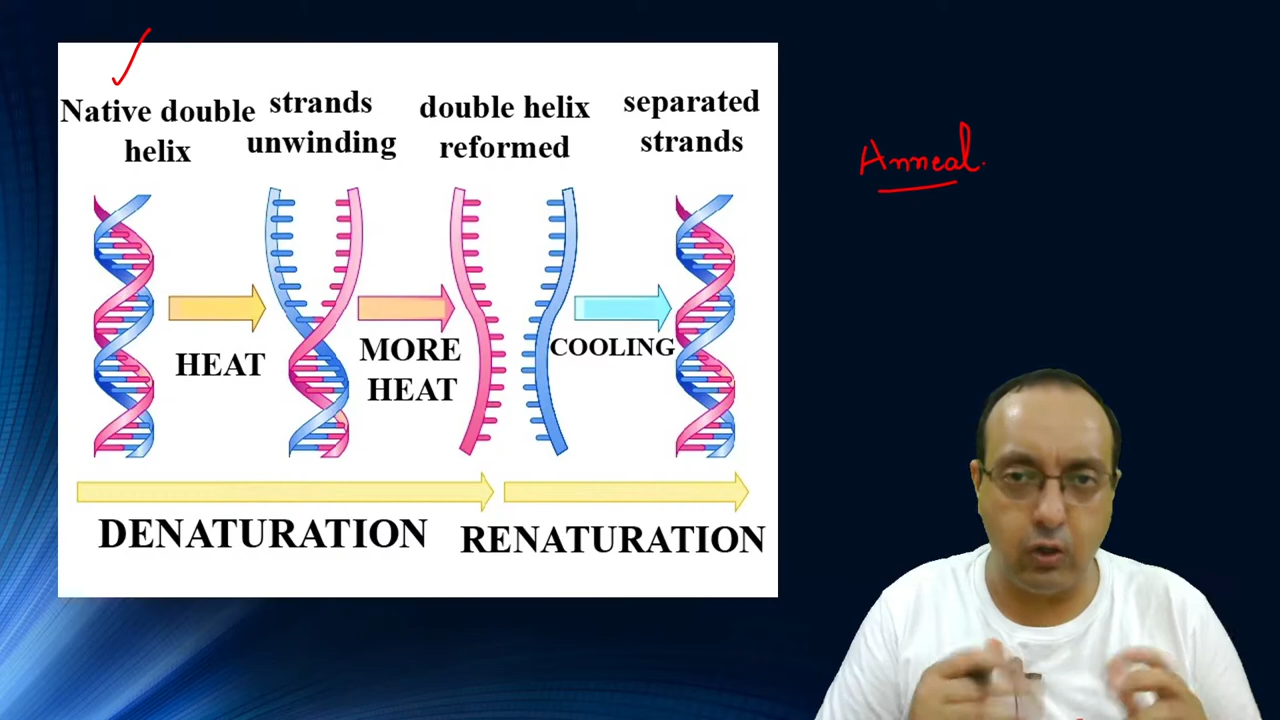 Native double
helix
strands
unwinding
double helix
reformed
separated
strands
Anneal.
HEAT
MORE
HEAT
COOLING
DENATURATION
RENATURATION